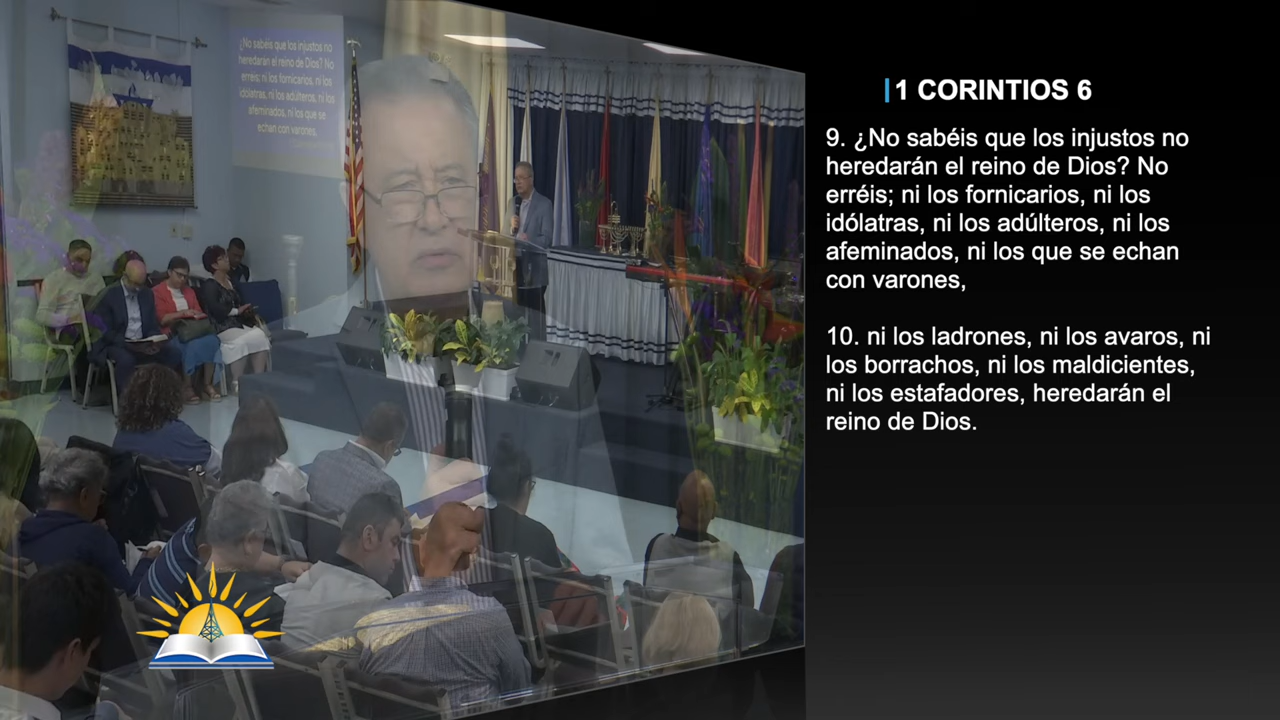 ¿No sabéis que los injustos no
heredarán el reino de Dios? No
erréis; ni los fornicarios, ni los
idólatras, ni los adúlteros, ni los
afeminados, ni los que se
echan con varones,
1 CORINTIOS 6
9. ¿No sabéis que los injustos no
heredarán el reino de Dios? No
erréis; ni los fornicarios, ni los
idólatras, ni los adúlteros, ni los
afeminados, ni los que se echan
con varones,
10. ni los ladrones, ni los avaros, ni
los borrachos, ni los maldicientes,
ni los estafadores, heredarán el
reino de Dios.